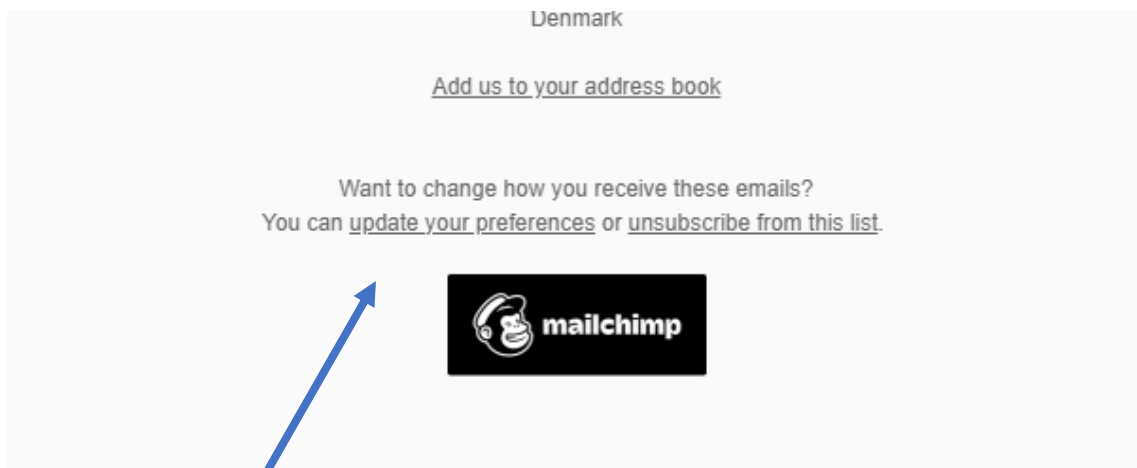 Denmark
Add us to your address book
Want to change how you receive these emails?
You can update your preferences or unsubscribe from this list.
mailchimp